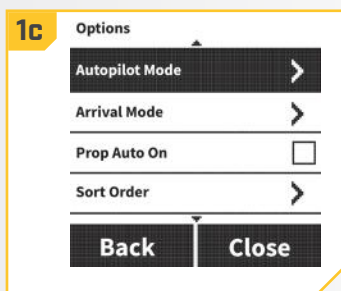 1c
Options
Autopilot Mode
Arrival Mode
Prop Auto On
Sort Order
Back Close